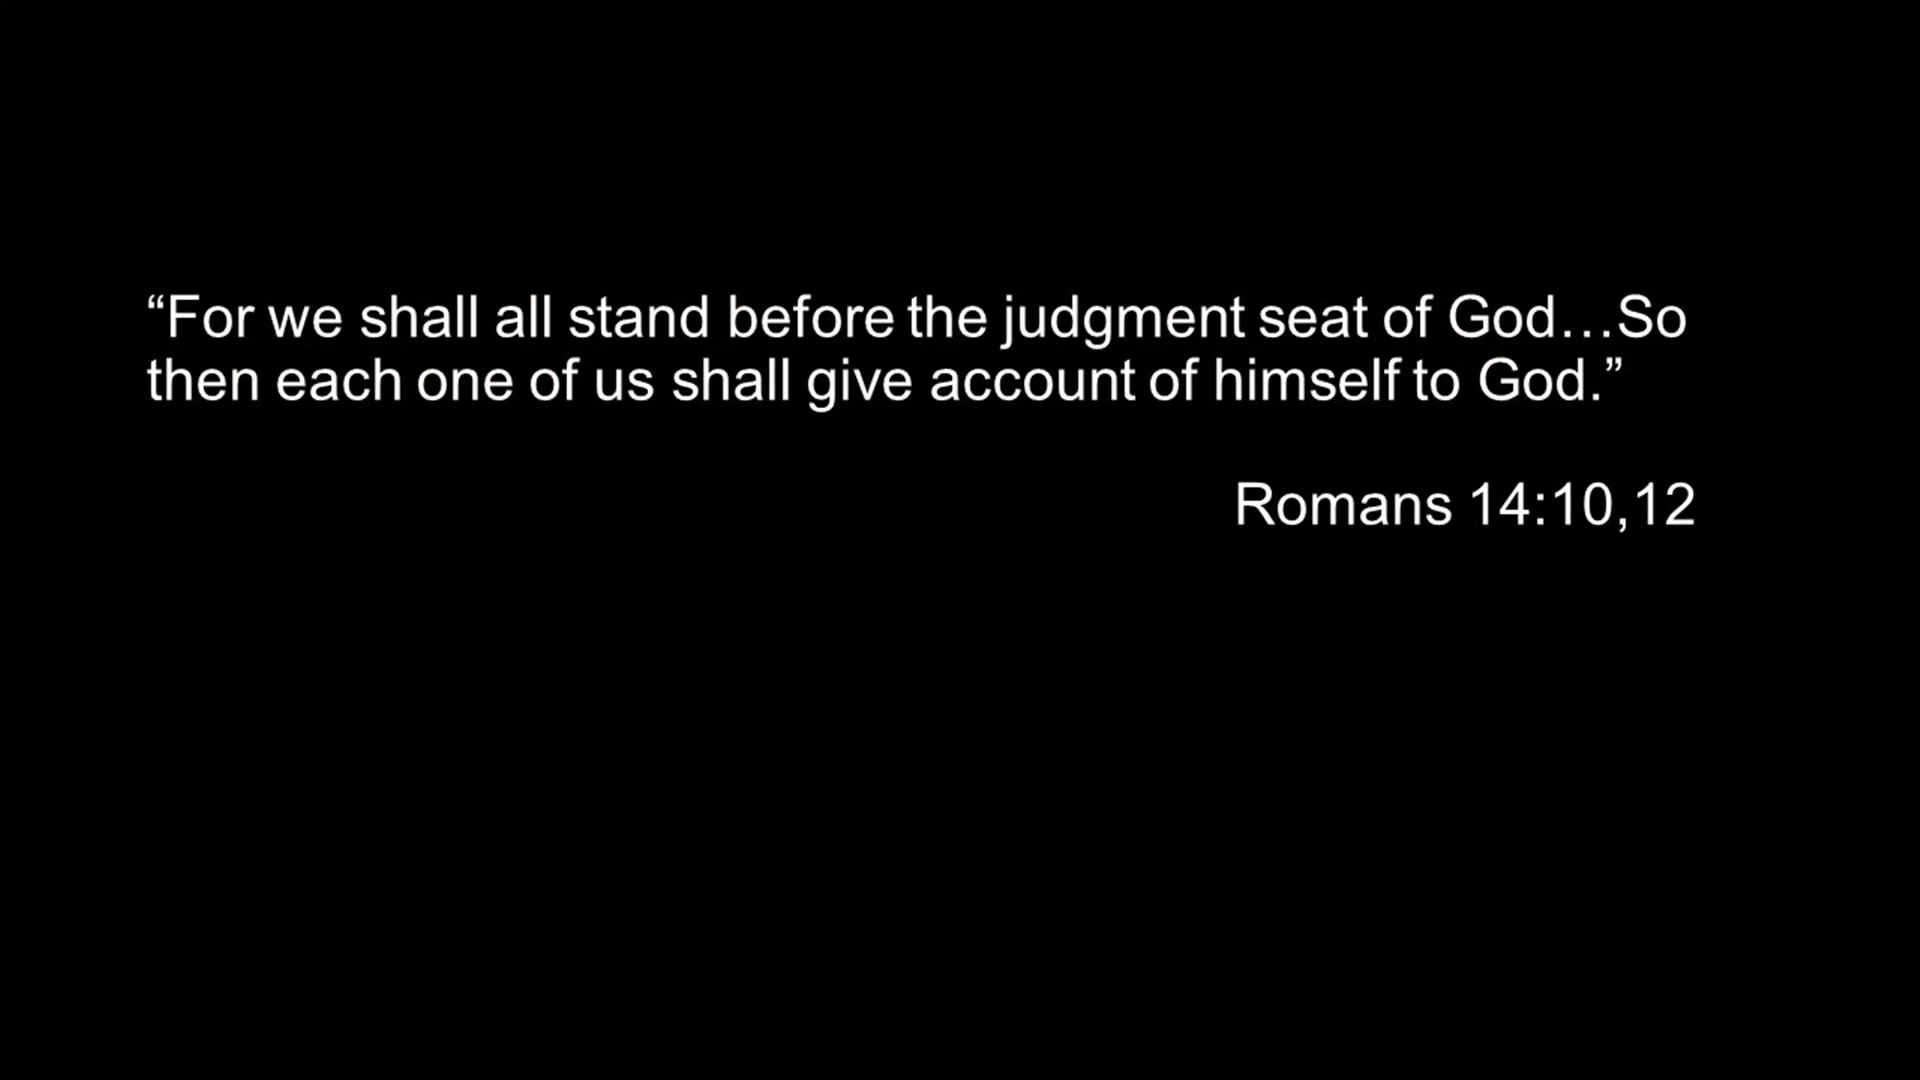 “For we shall all stand before the judgment seat of God…So
then each one of us shall give account of himself to God.”
Romans 14:10,12